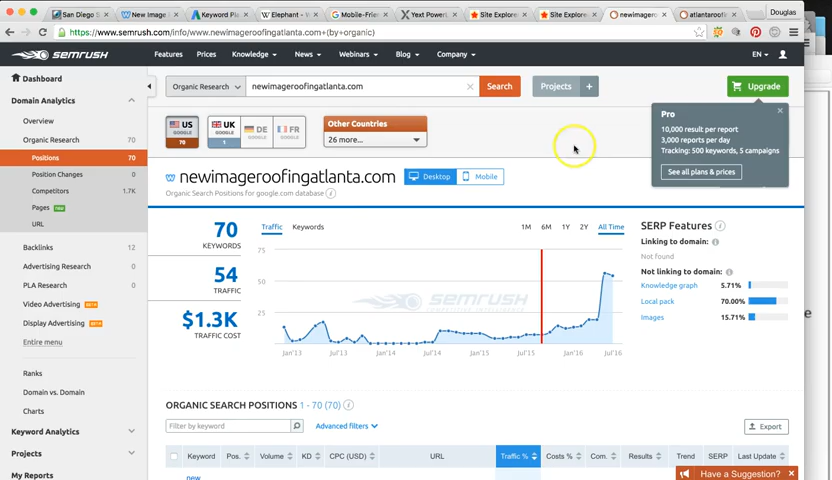 San Diego S
New Image
Keyword Pla
Elephant - W
Mobile-Frie
Yext Power
Site Explore
Site Explore
newimagero
atlantaroofin
Douglas
https://www.semrush.com/info/www.newimageroofingatlanta.com+(by+organic)
SEMRUSH
Features
Prices
Knowledge
News
Webinars
Blog
Company
EN
Dashboard
Domain Analytics
Overview
Organic Research 70
Positions 70
Position Changes
Competitors 1.7K
Pages new
URL
Backlinks 12
Advertising Research 0
PLA Research 0
Video Advertising BETA
Display Advertising BETA
Entire menu
Ranks
Domain vs. Domain
Charts
Keyword Analytics
Projects
My Reports
Organic Research
newimageroofingatlanta.com
Search
Projects +
Upgrade
Pro
10,000 result per report
3,000 reports per day
Tracking: 500 keywords, 5 campaigns
See all plans & prices
US
GOOGLE
70
UK
GOOGLE
1
DE
GOOGLE
FR
GOOGLE
Other Countries
26 more...
newimageroofingatlanta.com
Desktop
Mobile
Organic Search Positions for google.com database
70
KEYWORDS
54
TRAFFIC
$1.3K
TRAFFIC COST
Traffic
Keywords
1M 6M 1Y 2Y All Time
75
50
25
SEMRUSH
Jan'13 Jul'13 Jan'14 Jul'14 Jan'15 Jul'15 Jan'16 Jul'16
SERP Features
Linking to domain:
Not found
Not linking to domain:
Knowledge graph 5.71%
Local pack 70.00%
Images 15.71%
ORGANIC SEARCH POSITIONS 1 - 70 (70)
Filter by keyword
Advanced filters
Export
Keyword Pos. Volume KD CPC (USD) URL Traffic % Costs % Com. Results Trend SERP Last Update
new
Have a Suggestion?